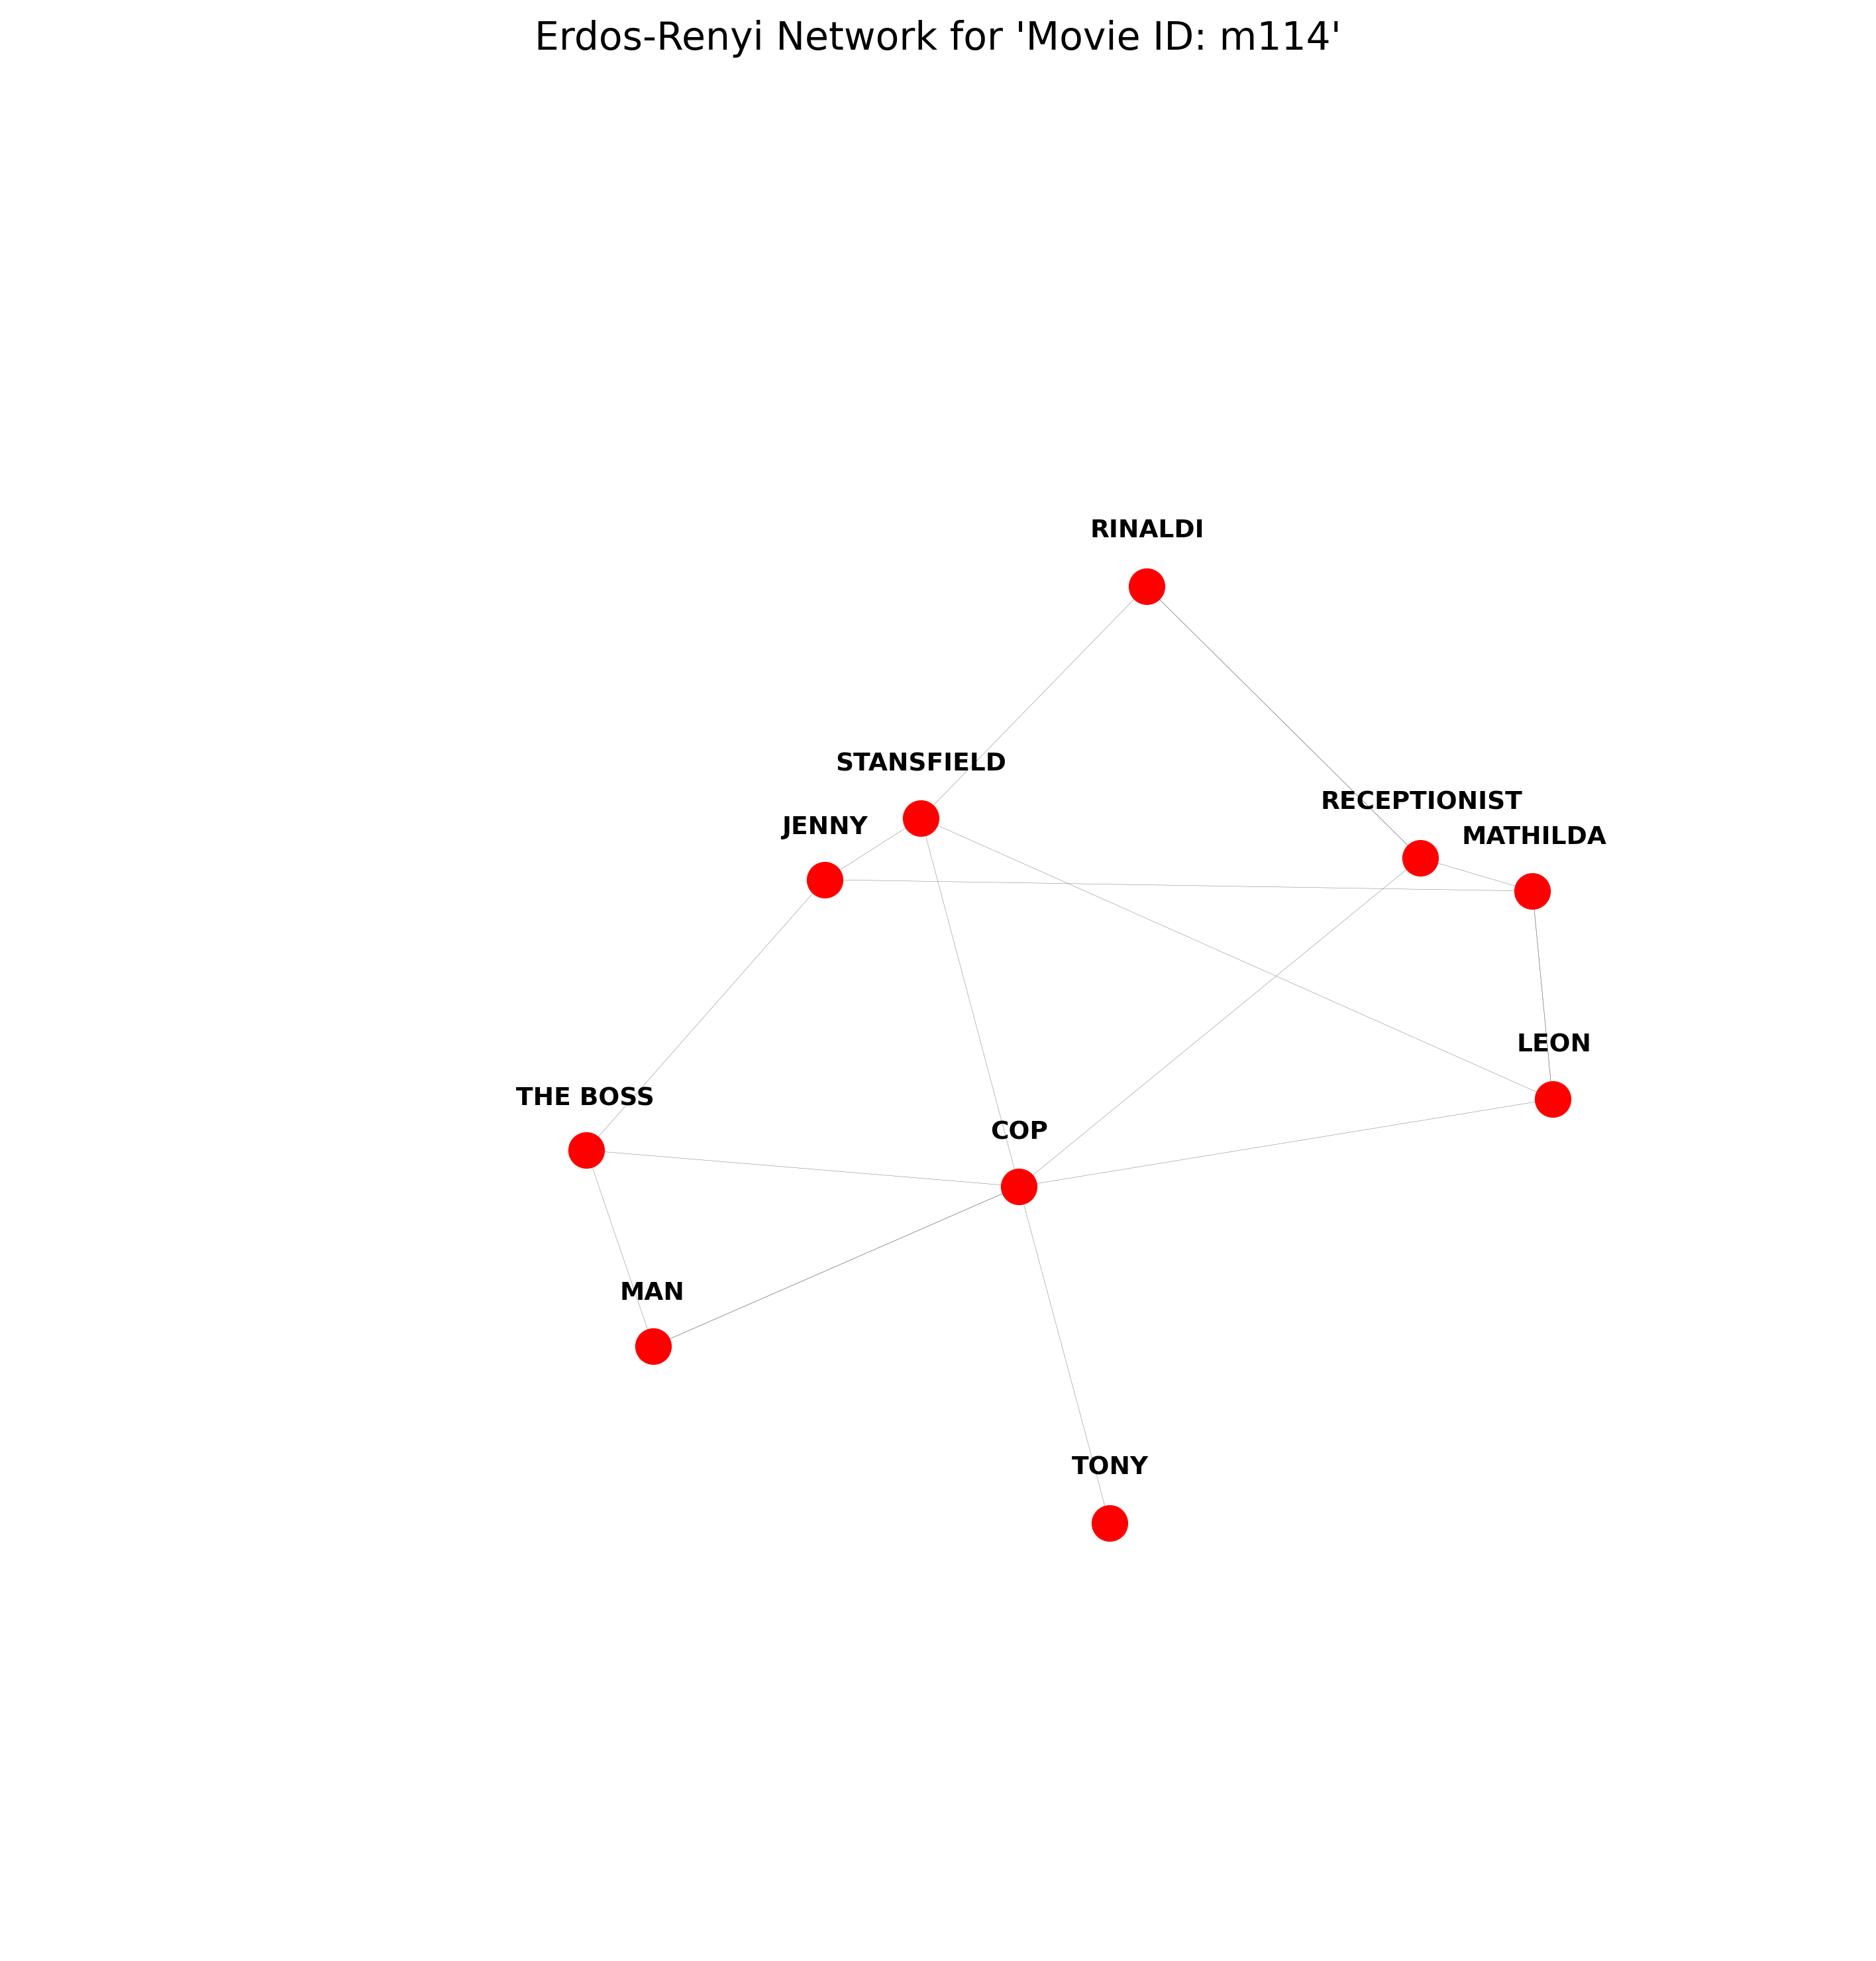 Erdos-Renyi Network for 'Movie ID: m114'
RINALDI
STANSFIELD
RECEPTIONIST
JENNY
MATHILDA
LEON
THE BOSS
COP
MAN
TONY